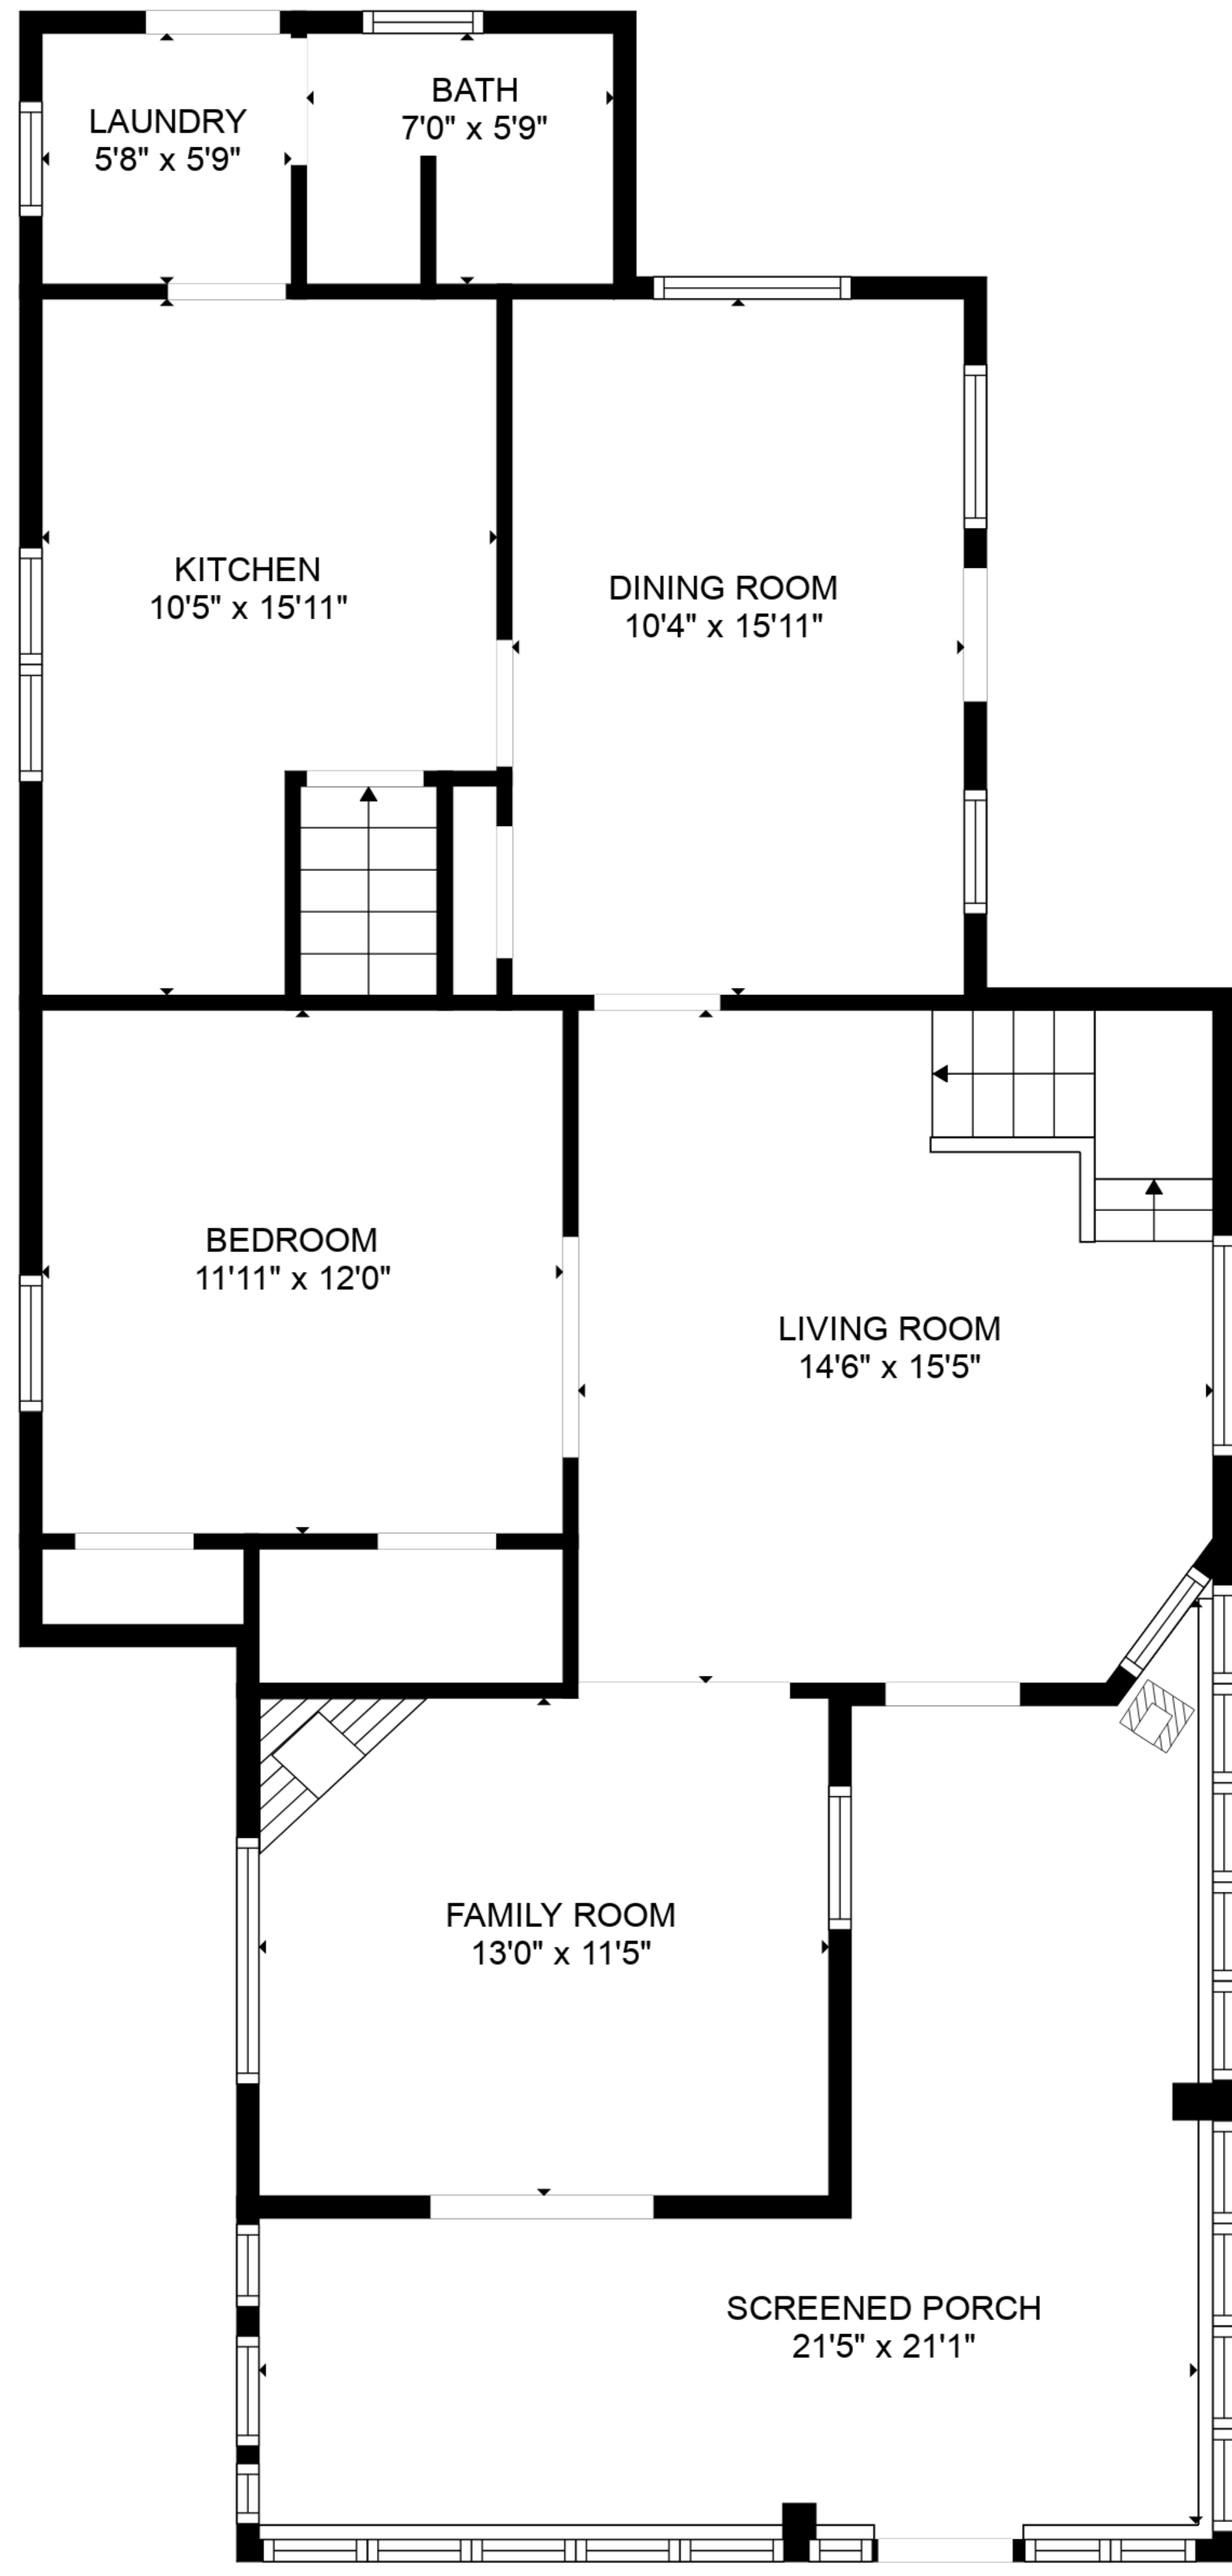 LAUNDRY
5'8" x 5'9"
BATH
7'0" x 5'9"
KITCHEN
10'5" x 15'11"
DINING ROOM
10'4" x 15'11"
BEDROOM
11'11" x 12'0"
LIVING ROOM
14'6" x 15'5"
FAMILY ROOM
13'0" x 11'5"
SCREENED PORCH
21'5" x 21'1"